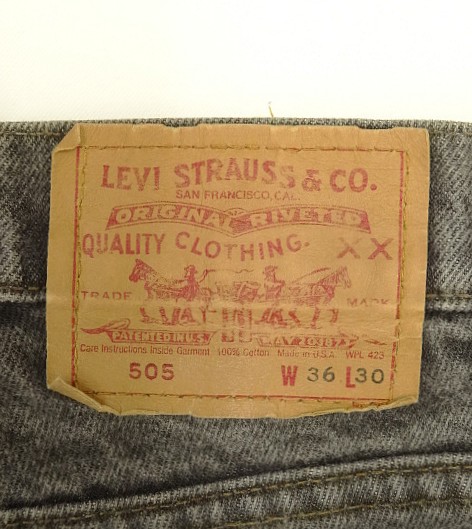 LEVI STRAUSS & CO.
SAN FRANCISCO, CAL.
ORIGINAL RIVETED
QUALITY CLOTHING. XX
TRADE MARK
PATENTED IN U.S. MAY 20 1873
Care Instructions Inside Garment 100% Cotton Made in U.S.A. WPL 423
505 W 36 L 30